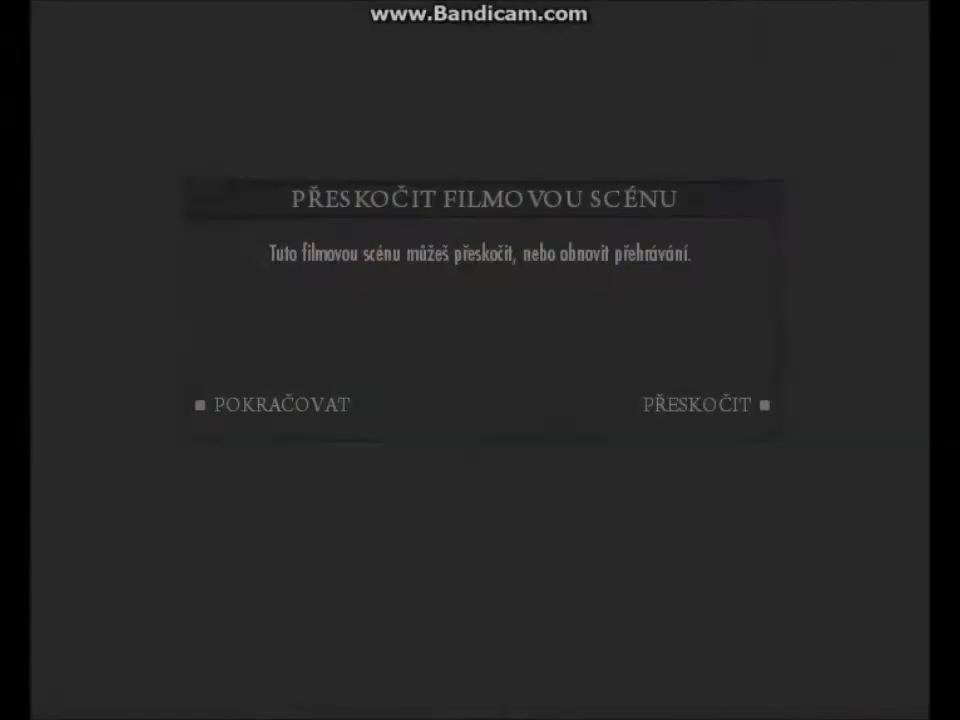 www.Bandicam.com
PŘESKOČIT FILMOVOU SCÉNU
Tuto filmovou scénu můžeš přeskočit, nebo obnovit přehrávání.
POKRAČOVAT PŘESKOČIT